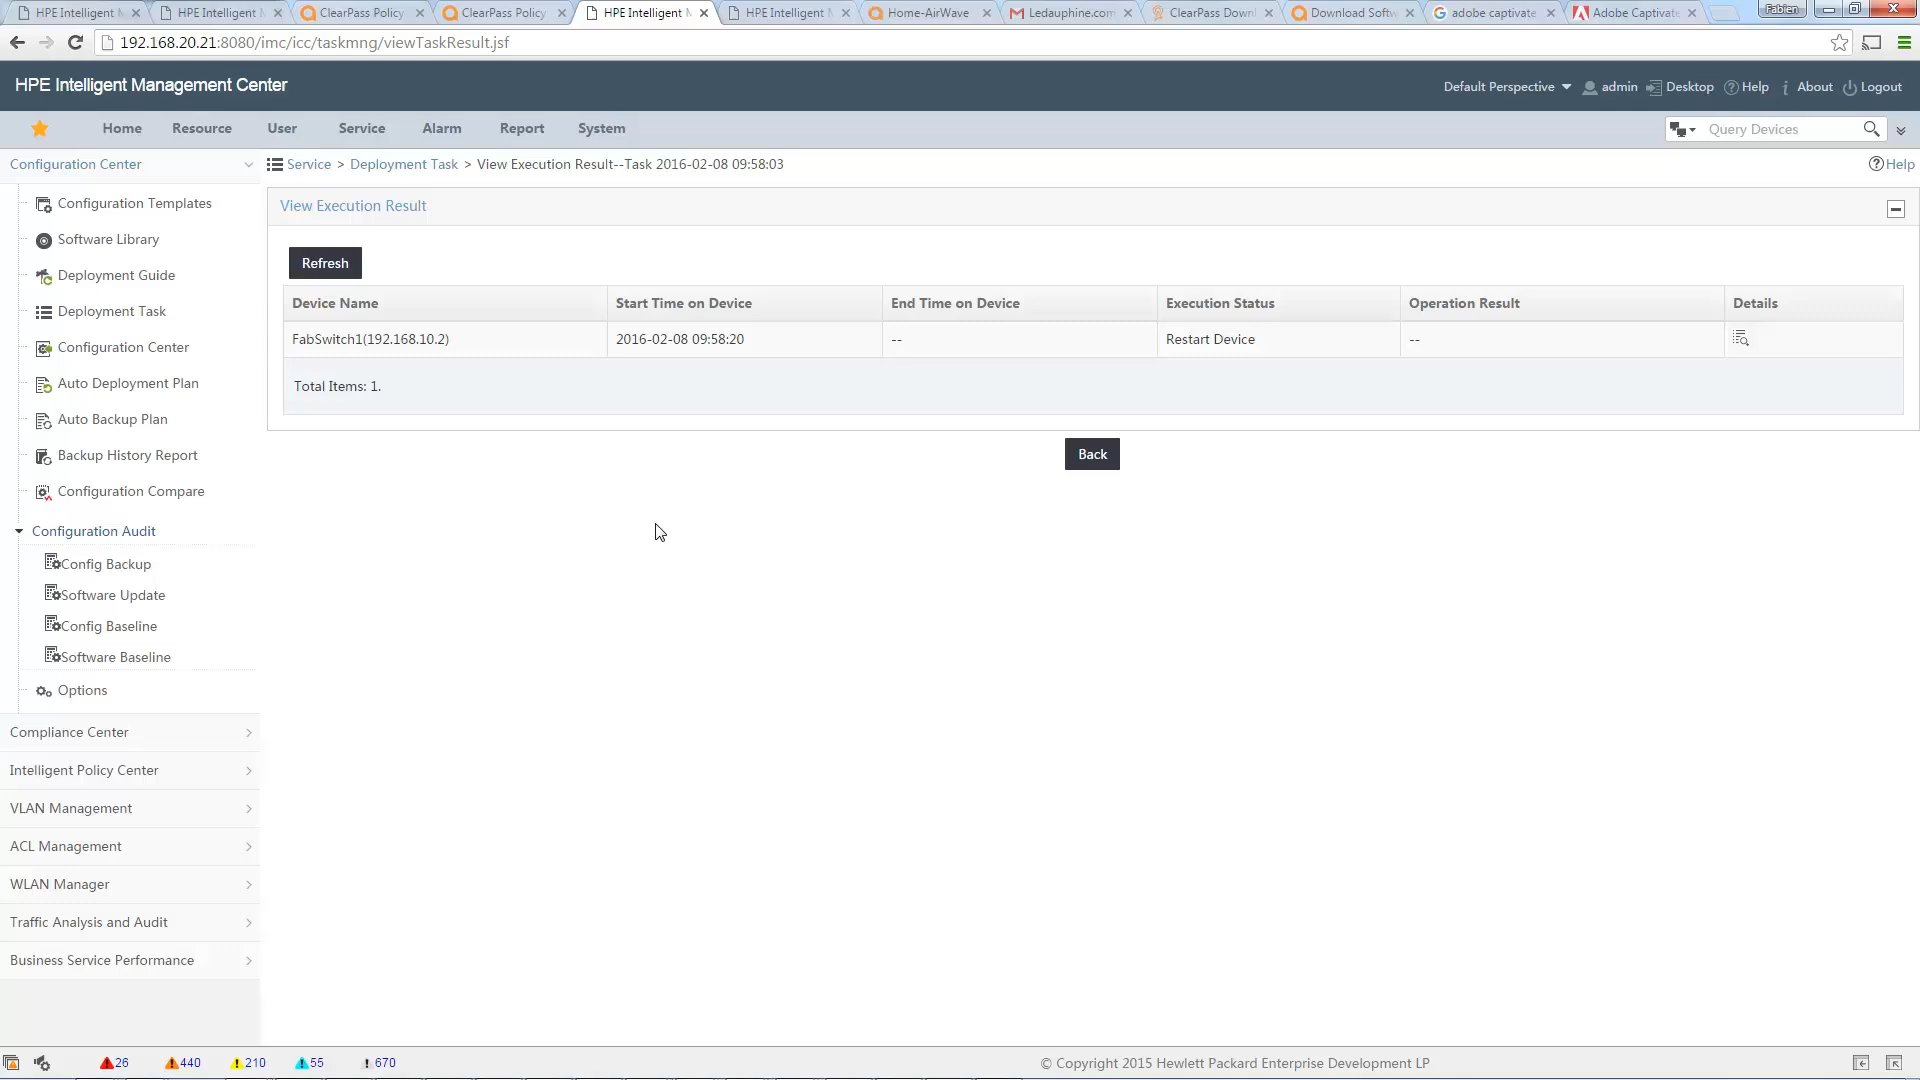 HPE Intelligent M
HPE Intelligent M
ClearPass Policy
ClearPass Policy
HPE Intelligent M
HPE Intelligent M
Home-AirWave
Ledauphine.com
ClearPass Down
Download Softw
adobe captivate
Adobe Captivate
Fabien
192.168.20.21:8080/imc/icc/taskmng/viewTaskResult.jsf
HPE Intelligent Management Center
Default Perspective
admin
Desktop
Help
About
Logout
Home
Resource
User
Service
Alarm
Report
System
Query Devices
Configuration Center
Service > Deployment Task > View Execution Result--Task 2016-02-08 09:58:03
Help
Configuration Templates
Software Library
Deployment Guide
Deployment Task
Configuration Center
Auto Deployment Plan
Auto Backup Plan
Backup History Report
Configuration Compare
Configuration Audit
Config Backup
Software Update
Config Baseline
Software Baseline
Options
Compliance Center
Intelligent Policy Center
VLAN Management
ACL Management
WLAN Manager
Traffic Analysis and Audit
Business Service Performance
View Execution Result
Refresh
Device Name Start Time on Device End Time on Device Execution Status Operation Result Details
FabSwitch1(192.168.10.2) 2016-02-08 09:58:20 -- Restart Device --
Total Items: 1.
Back
26
440
210
55
670
© Copyright 2015 Hewlett Packard Enterprise Development LP